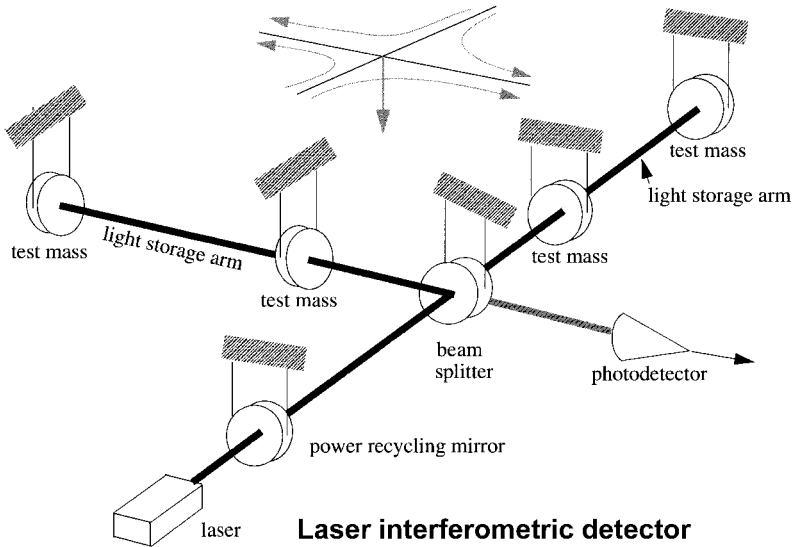 test mass
light storage arm
test mass
test mass
light storage arm
test mass
beam
splitter
photodetector
power recycling mirror
laser
Laser interferometric detector